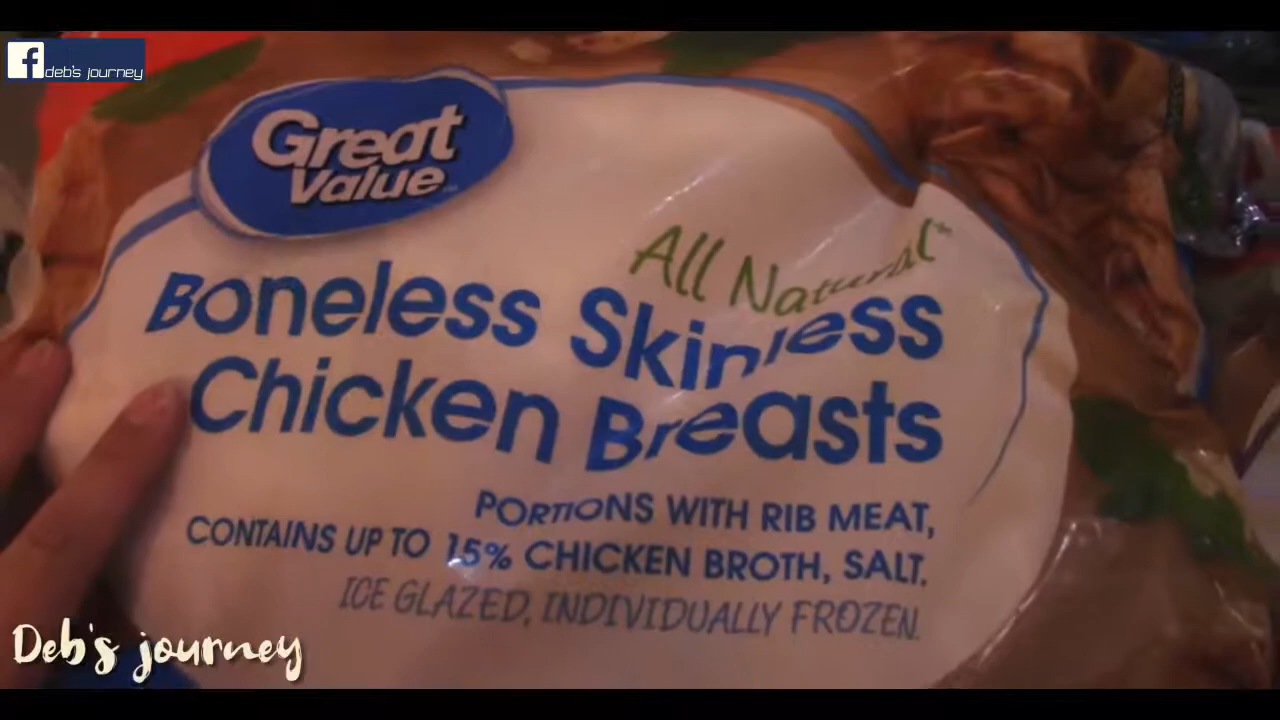 f deb's journey
Great
Value
All Natural*
Boneless Skinless
Chicken Breasts
PORTIONS WITH RIB MEAT,
CONTAINS UP TO 15% CHICKEN BROTH, SALT.
ICE GLAZED, INDIVIDUALLY FROZEN.
Deb's journey